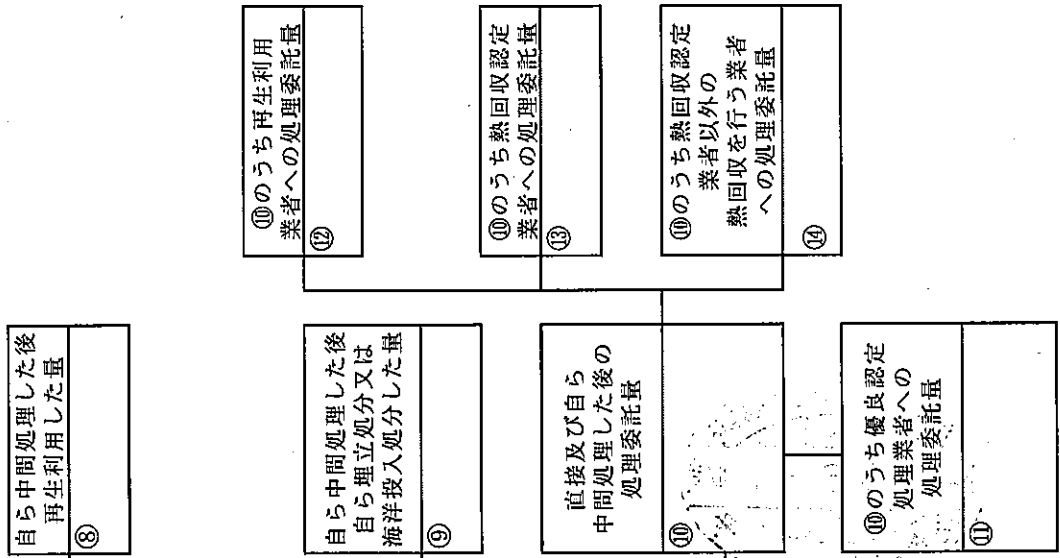 自ら中間処理した後
再生利用した量
⑧
自ら中間処理した後
自ら埋立処分又は
海洋投入処分した量
⑨
直接及び自ら
中間処理した後の
処理委託量
⑩
⑩のうち優良認定
処理業者への
処理委託量
⑪
⑩のうち再生利用
業者への処理委託量
⑫
⑩のうち熱回収認定
業者への処理委託量
⑬
⑩のうち熱回収認定
業者以外の
熱回収を行う業者
への処理委託量
⑭